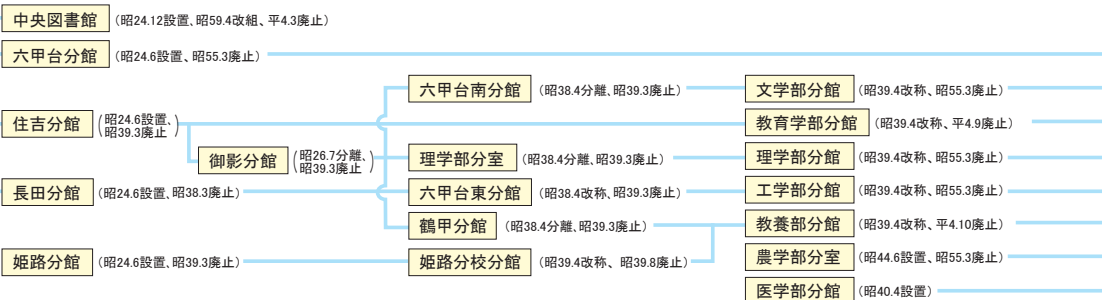 中央図書館 （昭24.12設置、昭59.4改組、平4.3廃止）
六甲台分館 （昭24.6設置、昭55.3廃止）
六甲台南分館 （昭38.4分離、昭39.3廃止） 文学部分館 （昭39.4改称、昭55.3廃止）
住吉分館 （昭24.6設置、
昭39.3廃止） 教育学部分館 （昭39.4改称、平4.9廃止）
御影分館 （昭26.7分離、
昭39.3廃止） 理学部分室 （昭38.4分離、昭39.3廃止） 理学部分館 （昭39.4改称、昭55.3廃止）
長田分館 （昭24.6設置、昭38.3廃止） 六甲台東分館 （昭38.4改称、昭39.3廃止） 工学部分館 （昭39.4改称、昭55.3廃止）
鶴甲分館 （昭38.4分離、昭39.3廃止） 教養部分館 （昭39.4改称、平4.10廃止）
姫路分館 （昭24.6設置、昭39.3廃止） 姫路分校分館 （昭39.4改称、昭39.8廃止） 農学部分室 （昭44.6設置、昭55.3廃止）
医学部分館 （昭40.4設置）